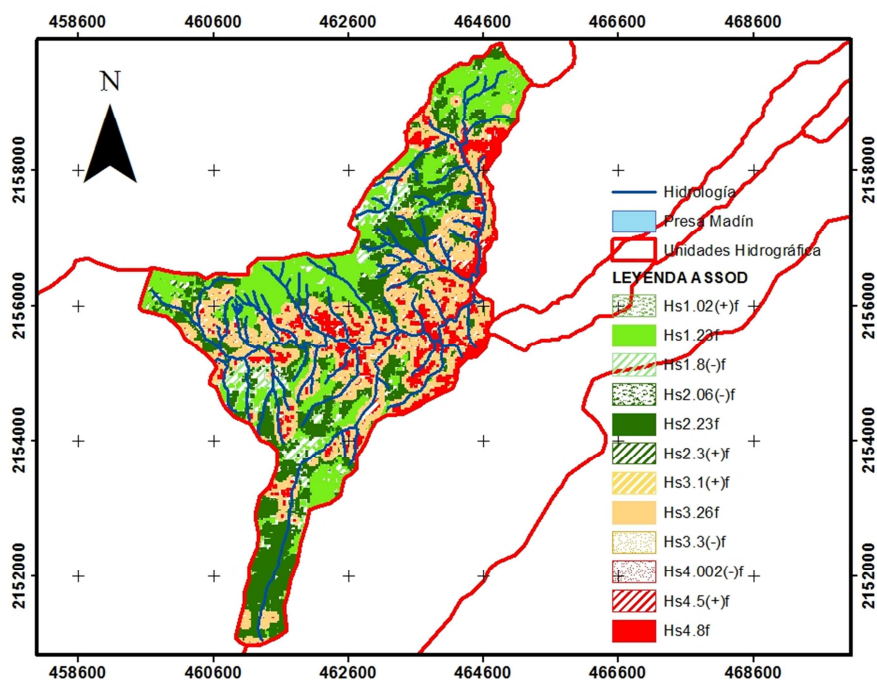 458600 460600 462600 464600 466600 468600
N
2158000
2156000
2154000
2152000
2158000
2156000
2154000
2152000
Hidrología
Presa Madín
Unidades Hidrográfica
LEYENDA ASSOD
Hs1.02(+)f
Hs1.23f
Hs1.8(-)f
Hs2.06(-)f
Hs2.23f
Hs2.3(+)f
Hs3.1(+)f
Hs3.26f
Hs3.3(-)f
Hs4.002(-)f
Hs4.5(+)f
Hs4.8f
458600 460600 462600 464600 466600 468600